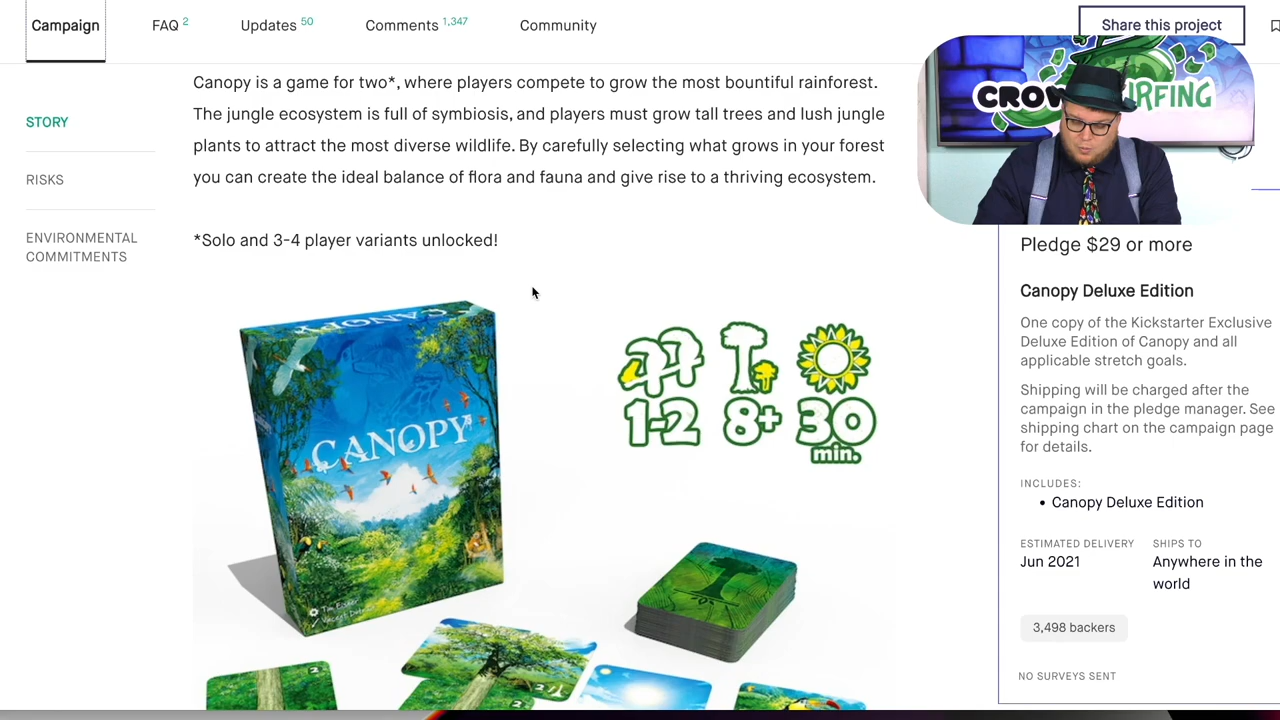 Campaign
FAQ 2
Updates 50
Comments 1,347
Community
Share this project
STORY
RISKS
ENVIRONMENTAL
COMMITMENTS
Canopy is a game for two*, where players compete to grow the most bountiful rainforest.
The jungle ecosystem is full of symbiosis, and players must grow tall trees and lush jungle
plants to attract the most diverse wildlife. By carefully selecting what grows in your forest
you can create the ideal balance of flora and fauna and give rise to a thriving ecosystem.
*Solo and 3-4 player variants unlocked!
CANOPY
CANOPY
Tim Eisner
1-2
8+
30
min.
2
2
Pledge $29 or more
Canopy Deluxe Edition
One copy of the Kickstarter Exclusive
Deluxe Edition of Canopy and all
applicable stretch goals.
Shipping will be charged after the
campaign in the pledge manager. See
shipping chart on the campaign page
for details.
INCLUDES:
• Canopy Deluxe Edition
ESTIMATED DELIVERY
Jun 2021
SHIPS TO
Anywhere in the
world
3,498 backers
NO SURVEYS SENT